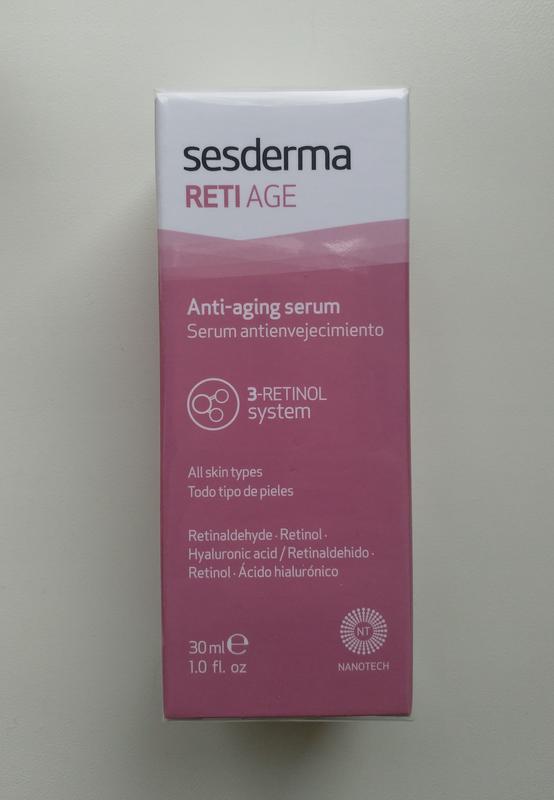 sesderma
RETI AGE
Anti-aging serum
Serum antienvejecimiento
3-RETINOL
system
All skin types
Todo tipo de pieles
Retinaldehyde · Retinol ·
Hyaluronic acid / Retinaldehido ·
Retinol · Ácido hialurónico
30 ml ℮
1.0 fl. oz
NT
NANOTECH